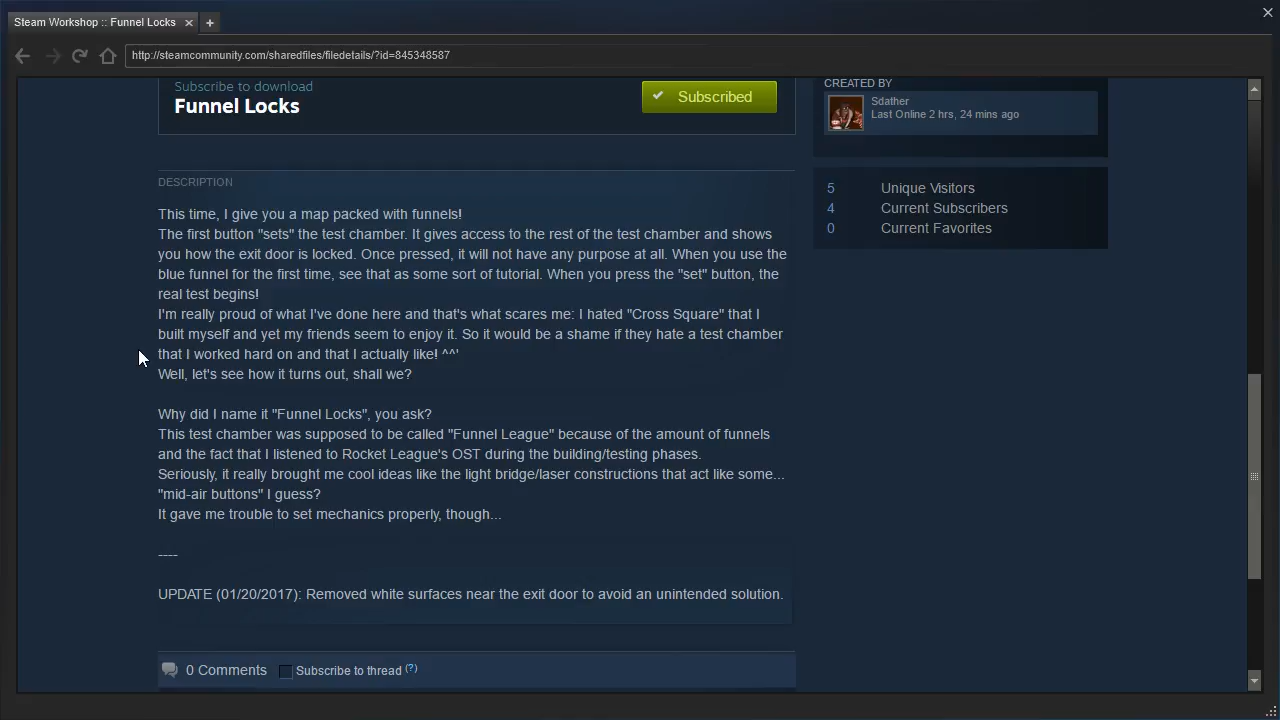 Steam Workshop :: Funnel Locks
http://steamcommunity.com/sharedfiles/filedetails/?id=845348587
Subscribe to download
Funnel Locks
Subscribed
CREATED BY
Sdather
Last Online 2 hrs, 24 mins ago
5 Unique Visitors
4 Current Subscribers
0 Current Favorites
DESCRIPTION
This time, I give you a map packed with funnels!
The first button "sets" the test chamber. It gives access to the rest of the test chamber and shows
you how the exit door is locked. Once pressed, it will not have any purpose at all. When you use the
blue funnel for the first time, see that as some sort of tutorial. When you press the "set" button, the
real test begins!
I'm really proud of what I've done here and that's what scares me: I hated "Cross Square" that I
built myself and yet my friends seem to enjoy it. So it would be a shame if they hate a test chamber
that I worked hard on and that I actually like! ^^'
Well, let's see how it turns out, shall we?
Why did I name it "Funnel Locks", you ask?
This test chamber was supposed to be called "Funnel League" because of the amount of funnels
and the fact that I listened to Rocket League's OST during the building/testing phases.
Seriously, it really brought me cool ideas like the light bridge/laser constructions that act like some...
"mid-air buttons" I guess?
It gave me trouble to set mechanics properly, though...
----
UPDATE (01/20/2017): Removed white surfaces near the exit door to avoid an unintended solution.
0 Comments
Subscribe to thread (?)